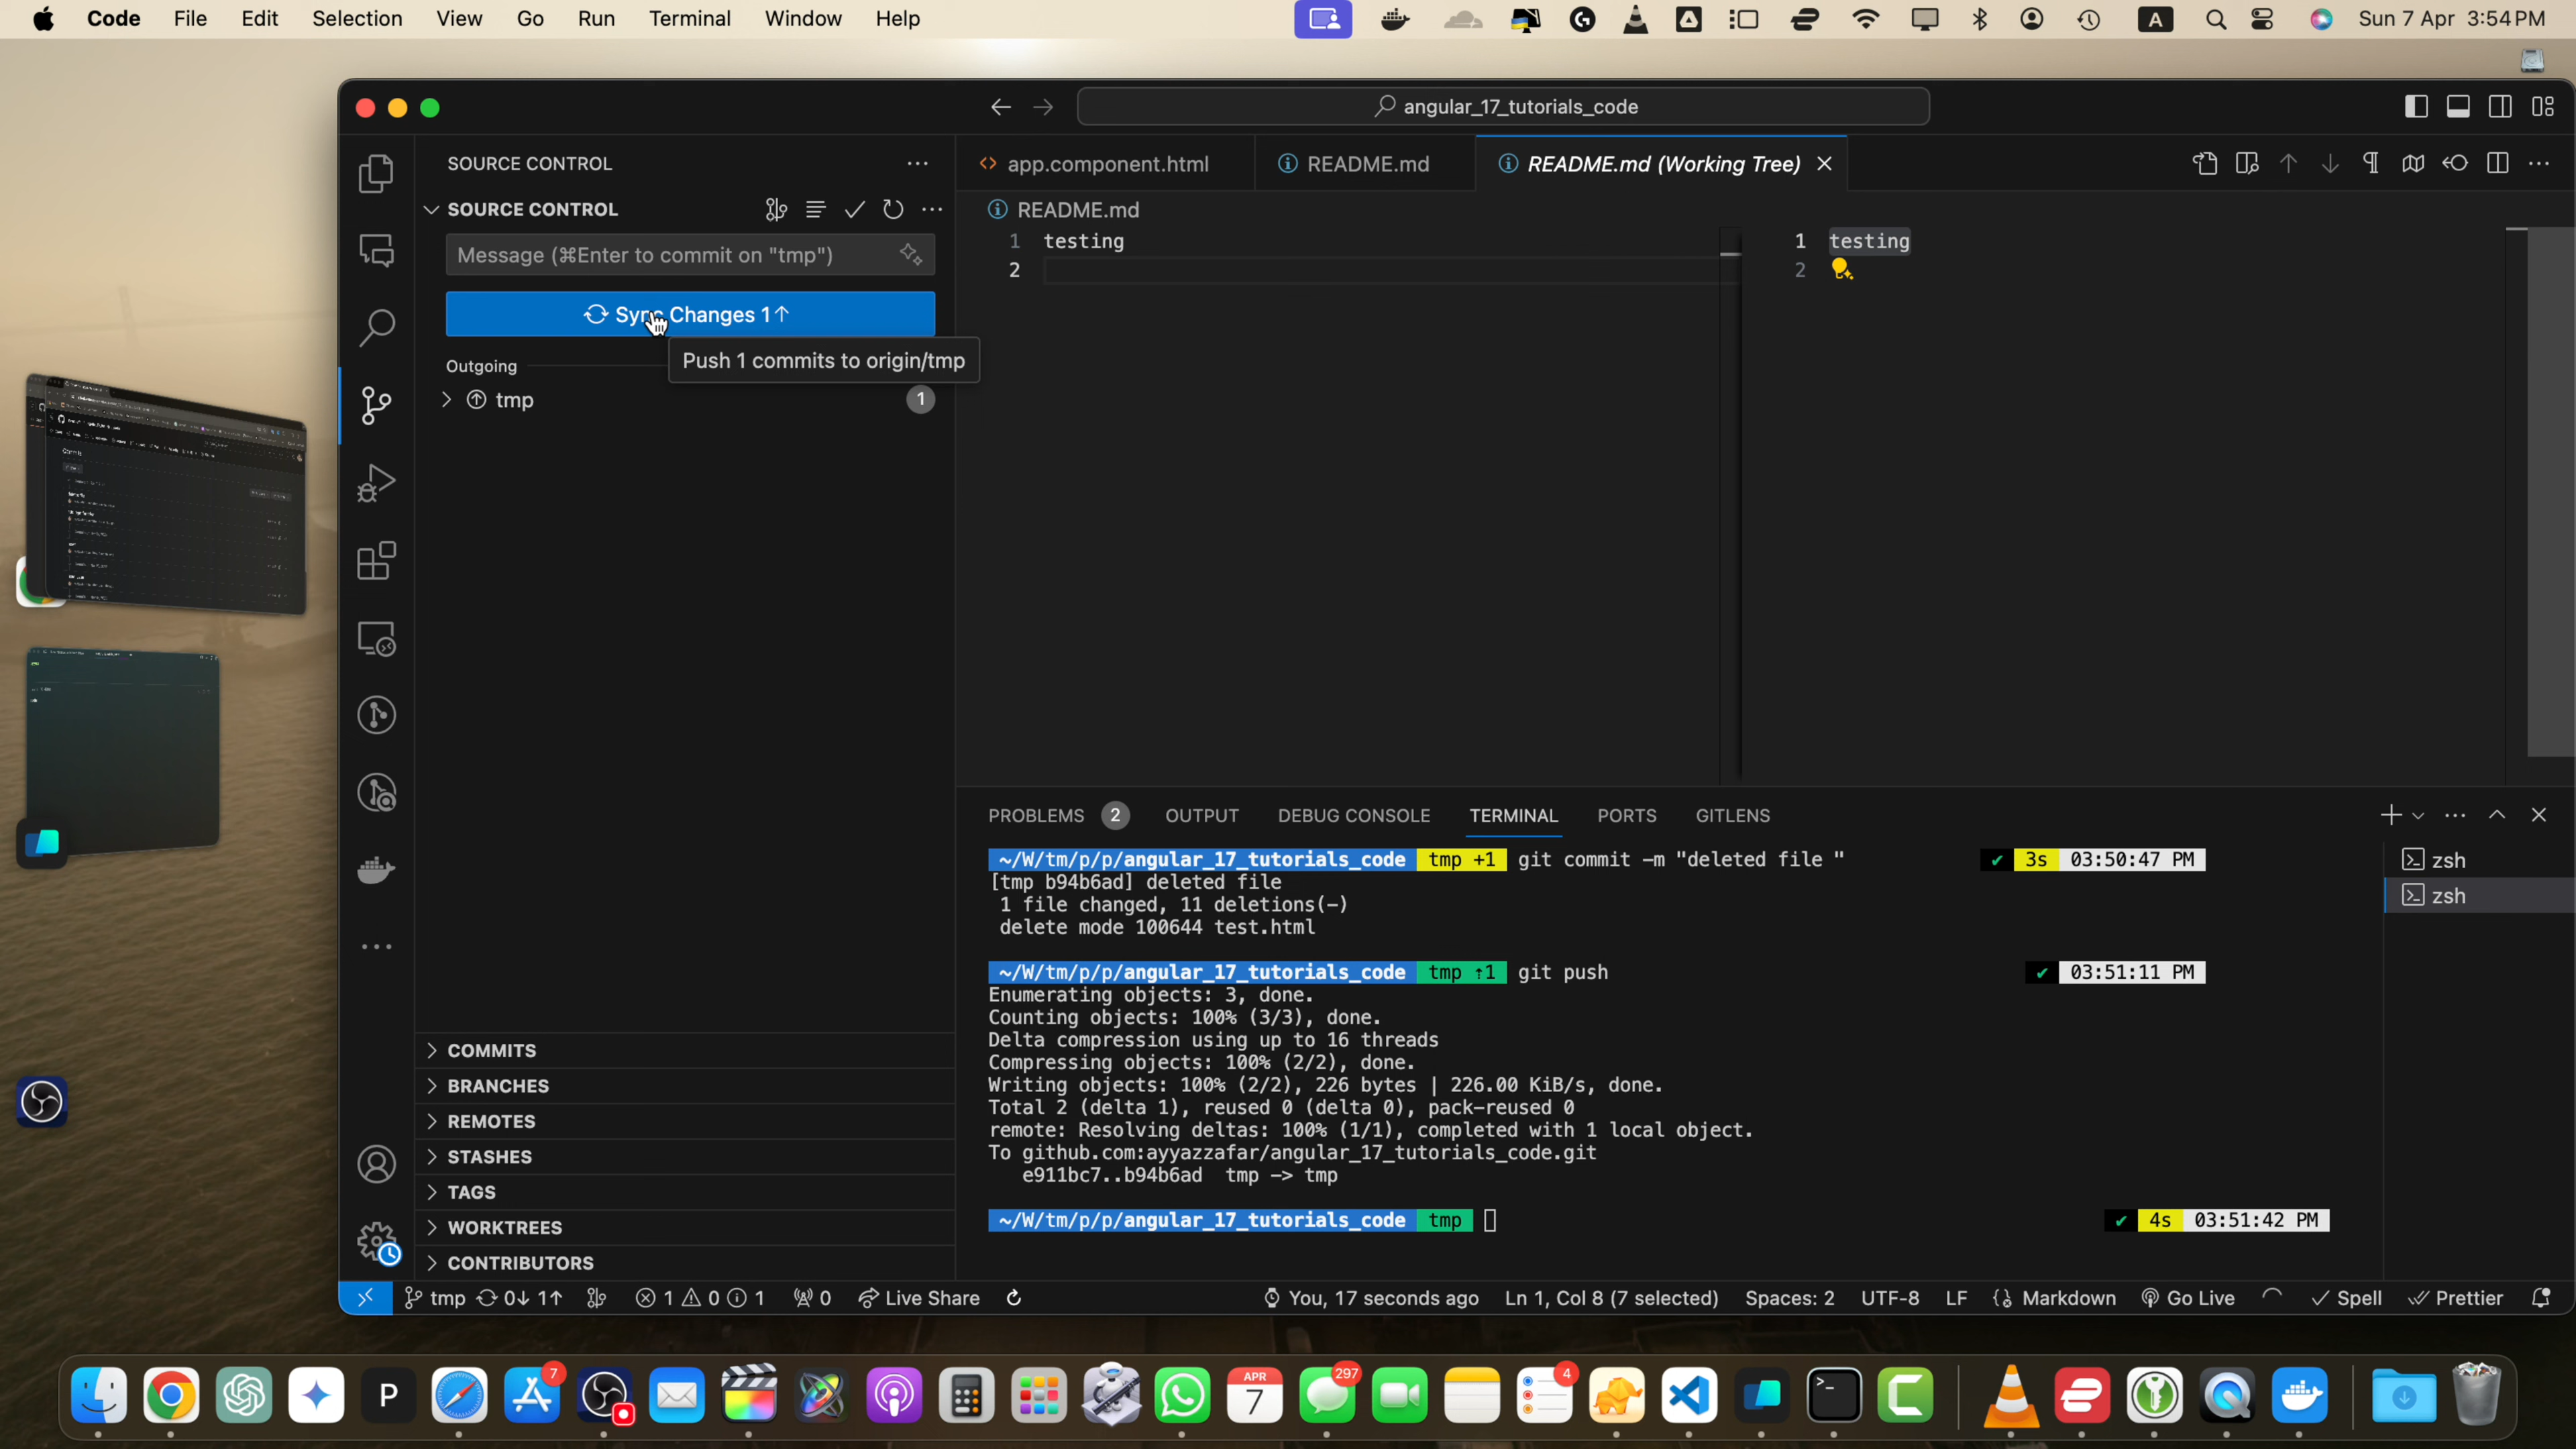 Code File Edit Selection View Go Run Terminal Window Help
A
Sun 7 Apr 3:54 PM
angular_17_tutorials_code
SOURCE CONTROL
app.component.html
README.md
README.md (Working Tree)
SOURCE CONTROL
README.md
Message (⌘Enter to commit on "tmp")
1 testing
2
1 testing
2
Sync Changes 1↑
Push 1 commits to origin/tmp
Outgoing
tmp
1
PROBLEMS 2 OUTPUT DEBUG CONSOLE TERMINAL PORTS GITLENS
~/W/tm/p/p/angular_17_tutorials_code tmp +1 git commit -m "deleted file " ✔ 3s 03:50:47 PM
[tmp b94b6ad] deleted file
1 file changed, 11 deletions(-)
delete mode 100644 test.html
~/W/tm/p/p/angular_17_tutorials_code tmp ⇡1 git push ✔ 03:51:11 PM
Enumerating objects: 3, done.
Counting objects: 100% (3/3), done.
Delta compression using up to 16 threads
Compressing objects: 100% (2/2), done.
Writing objects: 100% (2/2), 226 bytes | 226.00 KiB/s, done.
Total 2 (delta 1), reused 0 (delta 0), pack-reused 0
remote: Resolving deltas: 100% (1/1), completed with 1 local object.
To github.com:ayyazzafar/angular_17_tutorials_code.git
e911bc7..b94b6ad tmp -> tmp
~/W/tm/p/p/angular_17_tutorials_code tmp ✔ 4s 03:51:42 PM
zsh
zsh
COMMITS
BRANCHES
REMOTES
STASHES
TAGS
WORKTREES
CONTRIBUTORS
tmp 0↓ 1↑ 1 0 1 0 Live Share
You, 17 seconds ago Ln 1, Col 8 (7 selected) Spaces: 2 UTF-8 LF Markdown Go Live Spell Prettier
P
7
APR
7
297
4